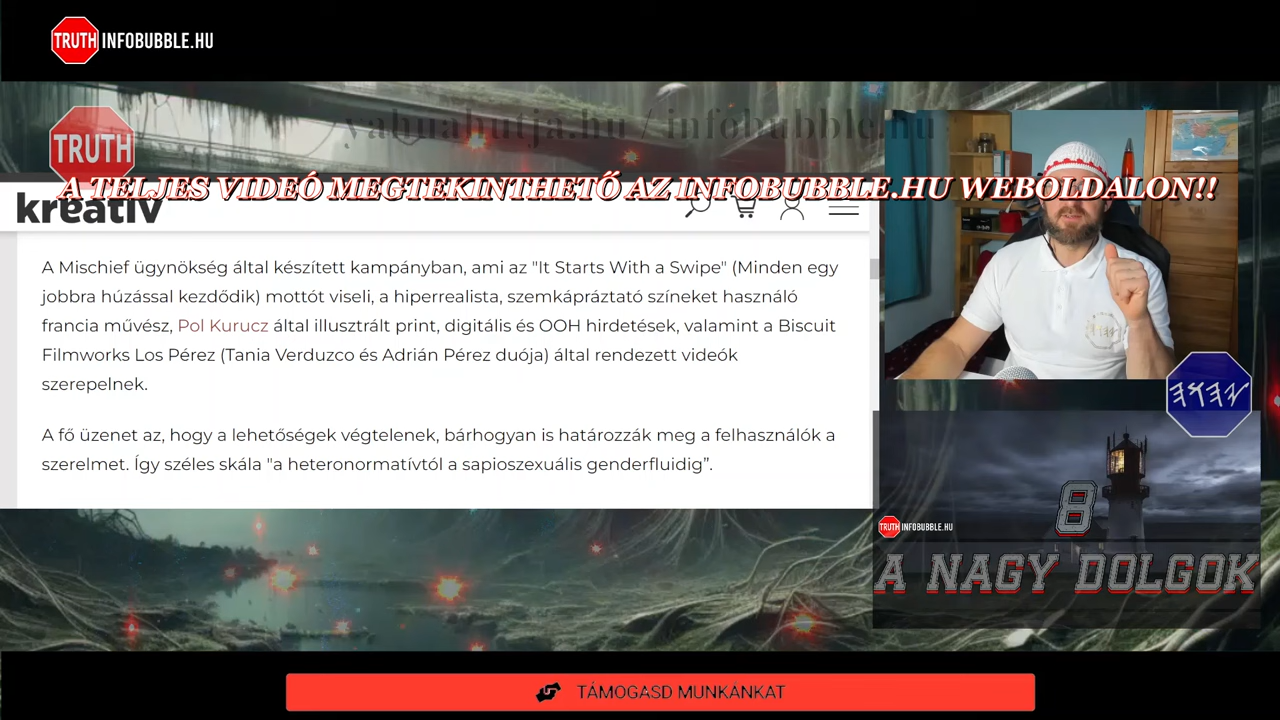 TRUTH INFOBUBBLE.HU
yahuahutja.hu / infobubble.hu
TRUTH
A TELJES VIDEÓ MEGTEKINTHETŐ AZ INFOBUBBLE.HU WEBOLDALON!!
kreatív
A Mischief ügynökség által készített kampányban, ami az "It Starts With a Swipe" (Minden egy
jobbra húzással kezdődik) mottót viseli, a hiperrealista, szemkápráztató színeket használó
francia művész, Pol Kurucz által illusztrált print, digitális és OOH hirdetések, valamint a Biscuit
Filmworks Los Pérez (Tania Verduzco és Adrián Pérez duója) által rendezett videók
szerepelnek.
A fő üzenet az, hogy a lehetőségek végtelenek, bárhogyan is határozzák meg a felhasználók a
szerelmet. Így széles skála "a heteronormatívtól a sapioszexuális genderfluidig”.
8
TRUTH INFOBUBBLE.HU
A NAGY DOLGOK
TÁMOGASD MUNKÁNKAT